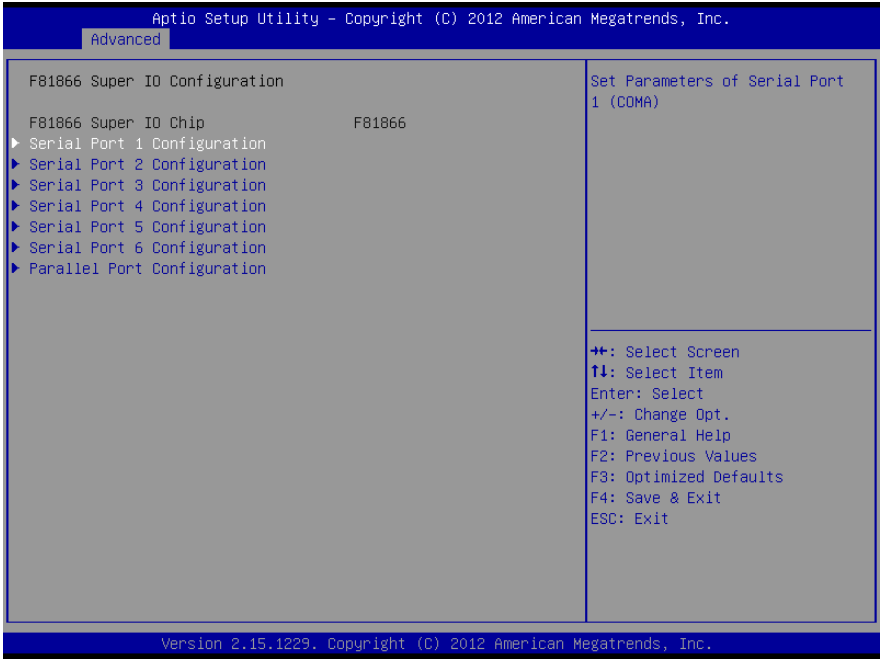 Aptio Setup Utility – Copyright (C) 2012 American Megatrends, Inc.
Advanced
F81866 Super IO Configuration
F81866 Super IO Chip F81866
Serial Port 1 Configuration
Serial Port 2 Configuration
Serial Port 3 Configuration
Serial Port 4 Configuration
Serial Port 5 Configuration
Serial Port 6 Configuration
Parallel Port Configuration
Set Parameters of Serial Port
1 (COMA)
→←: Select Screen
↑↓: Select Item
Enter: Select
+/-: Change Opt.
F1: General Help
F2: Previous Values
F3: Optimized Defaults
F4: Save & Exit
ESC: Exit
Version 2.15.1229. Copyright (C) 2012 American Megatrends, Inc.